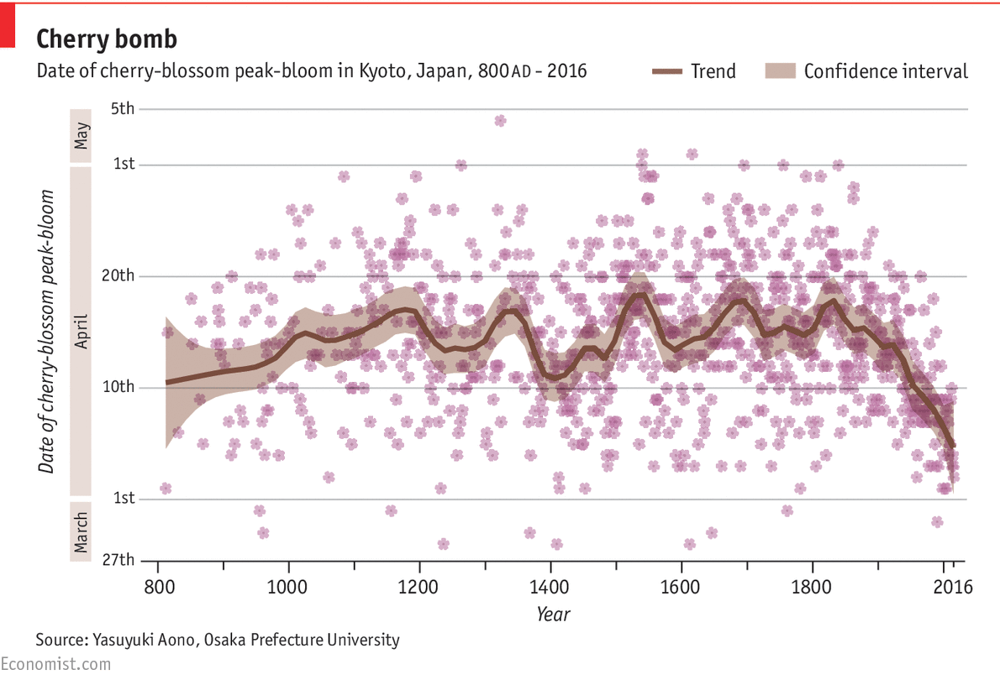 Cherry bomb
Date of cherry-blossom peak-bloom in Kyoto, Japan, 800AD - 2016
Trend
Confidence interval
Date of cherry-blossom peak-bloom
May
April
March
5th
1st
20th
10th
1st
27th
800
1000
1200
1400
1600
1800
2016
Year
Source: Yasuyuki Aono, Osaka Prefecture University
Economist.com